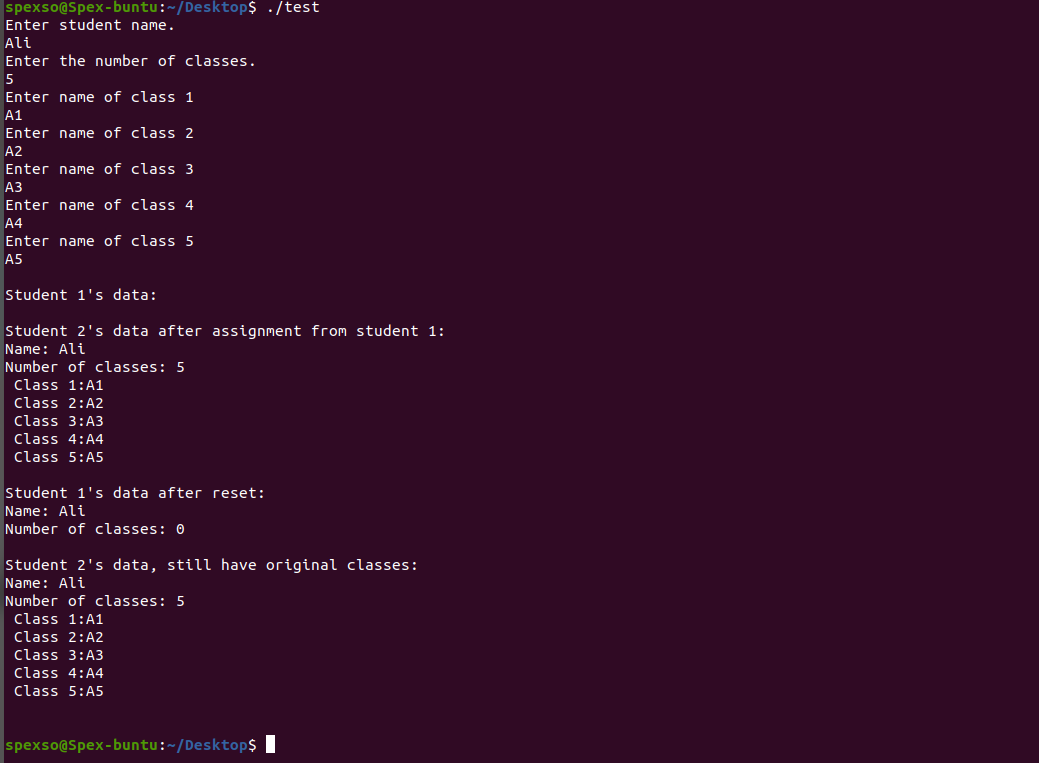 spexso@Spex-buntu:~/Desktop$ ./test
Enter student name.
Ali
Enter the number of classes.
5
Enter name of class 1
A1
Enter name of class 2
A2
Enter name of class 3
A3
Enter name of class 4
A4
Enter name of class 5
A5
Student 1's data:
Student 2's data after assignment from student 1:
Name: Ali
Number of classes: 5
Class 1:A1
Class 2:A2
Class 3:A3
Class 4:A4
Class 5:A5
Student 1's data after reset:
Name: Ali
Number of classes: 0
Student 2's data, still have original classes:
Name: Ali
Number of classes: 5
Class 1:A1
Class 2:A2
Class 3:A3
Class 4:A4
Class 5:A5
spexso@Spex-buntu:~/Desktop$